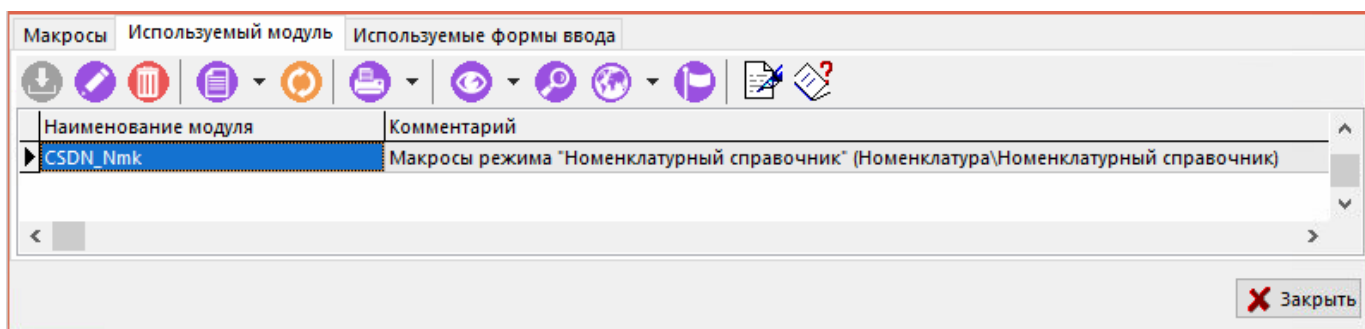 Макросы Используемый модуль Используемые формы ввода
Наименование модуля Комментарий
CSDN_Nmk Макросы режима "Номенклатурный справочник" (Номенклатура\Номенклатурный справочник)
Закрыть